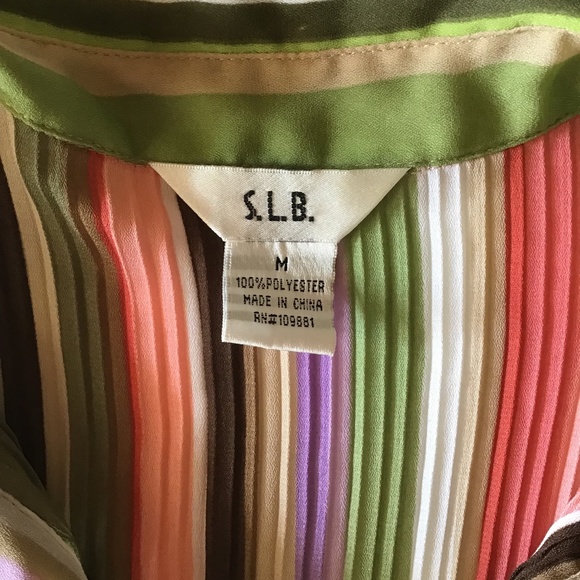 S.L.B.
M
100%POLYESTER
MADE IN CHINA
RN#109881